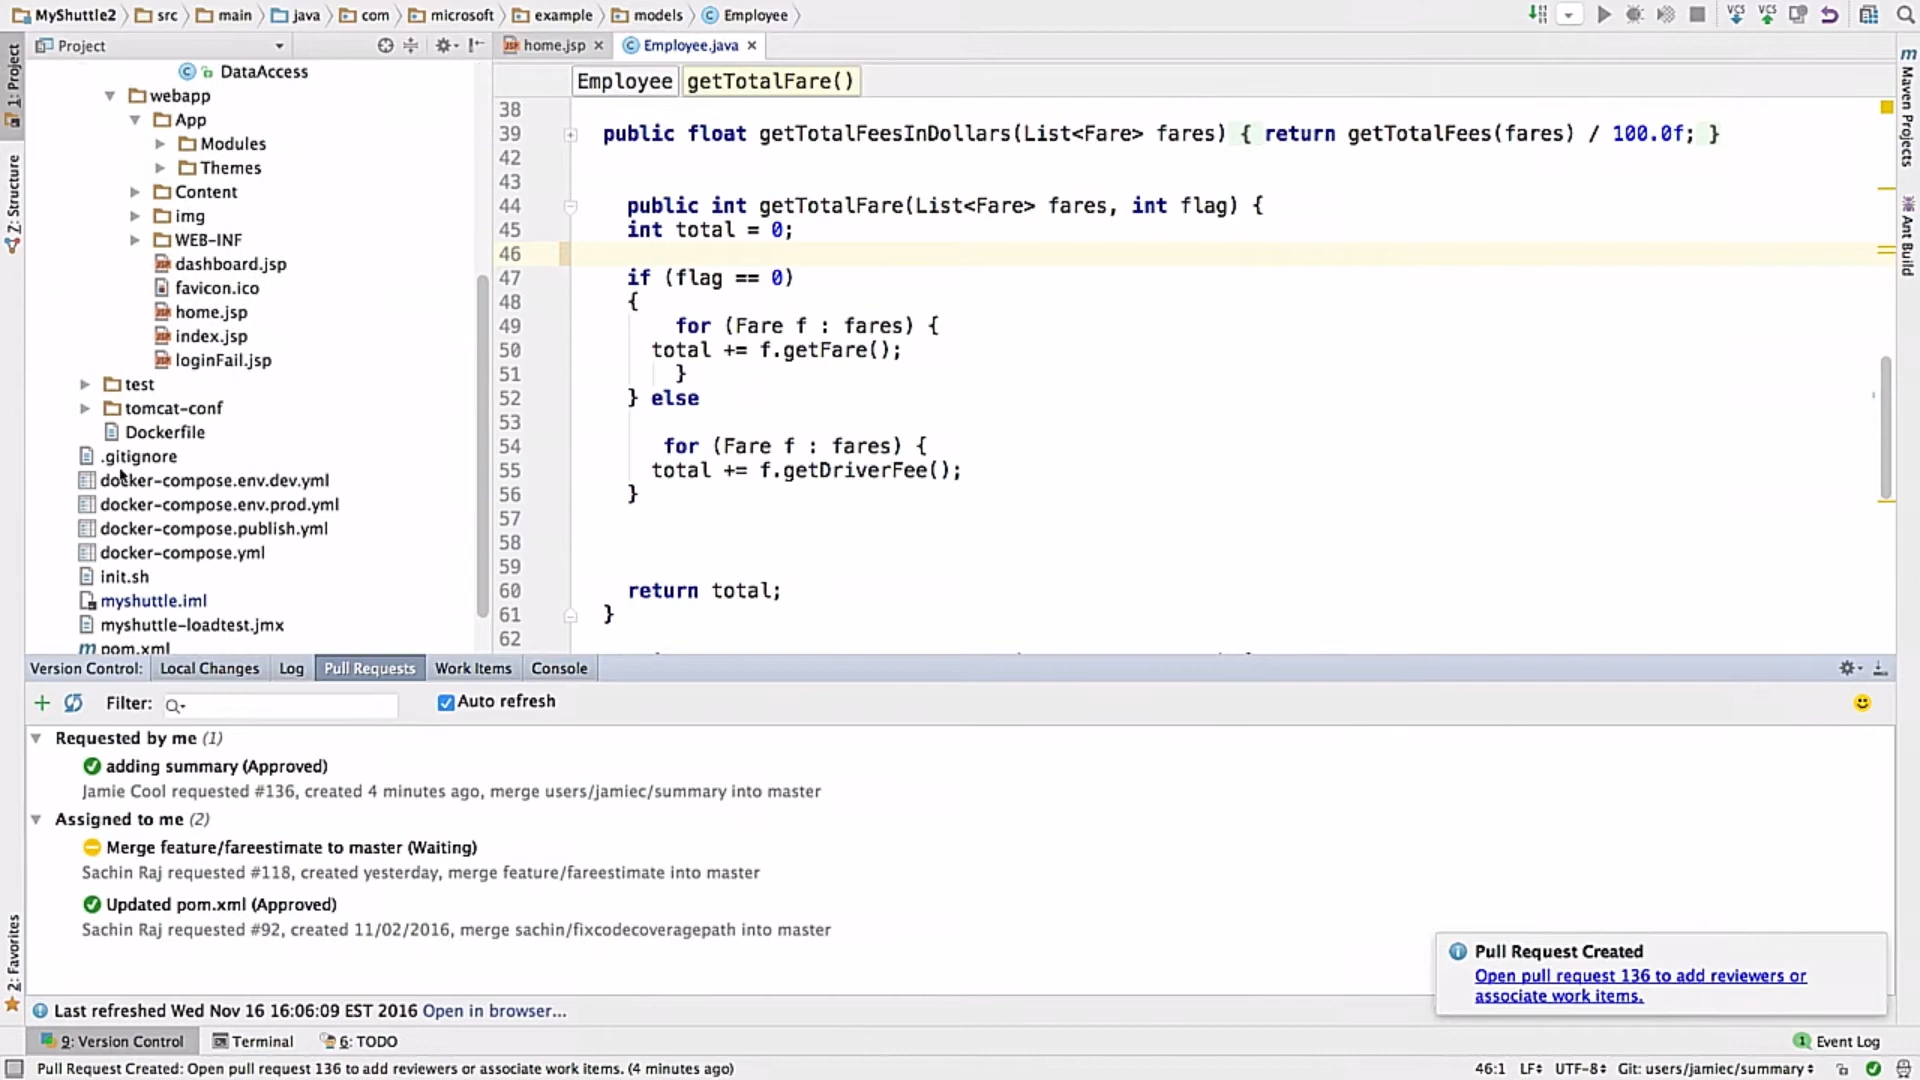 MyShuttle2 src main java com microsoft example models Employee
1: Project
Z: Structure
2: Favorites
Project
DataAccess
webapp
App
Modules
Themes
Content
img
WEB-INF
dashboard.jsp
favicon.ico
home.jsp
index.jsp
loginFail.jsp
test
tomcat-conf
Dockerfile
.gitignore
docker-compose.env.dev.yml
docker-compose.env.prod.yml
docker-compose.publish.yml
docker-compose.yml
init.sh
myshuttle.iml
myshuttle-loadtest.jmx
pom.xml
home.jsp Employee.java
Employee getTotalFare()
38
39 public float getTotalFeesInDollars(List<Fare> fares) { return getTotalFees(fares) / 100.0f; }
42
43
44 public int getTotalFare(List<Fare> fares, int flag) {
45 int total = 0;
46
47 if (flag == 0)
48 {
49 for (Fare f : fares) {
50 total += f.getFare();
51 }
52 } else
53
54 for (Fare f : fares) {
55 total += f.getDriverFee();
56 }
57
58
59
60 return total;
61 }
62
VCS VCS
Maven Projects
Ant Build
Version Control: Local Changes Log Pull Requests Work Items Console
Filter: Auto refresh
Requested by me (1)
adding summary (Approved)
Jamie Cool requested #136, created 4 minutes ago, merge users/jamiec/summary into master
Assigned to me (2)
Merge feature/fareestimate to master (Waiting)
Sachin Raj requested #118, created yesterday, merge feature/fareestimate into master
Updated pom.xml (Approved)
Sachin Raj requested #92, created 11/02/2016, merge sachin/fixcodecoveragepath into master
Pull Request Created
Open pull request 136 to add reviewers or
associate work items.
Last refreshed Wed Nov 16 16:06:09 EST 2016 Open in browser...
9: Version Control Terminal 6: TODO 1 Event Log
Pull Request Created: Open pull request 136 to add reviewers or associate work items. (4 minutes ago) 46:1 LF UTF-8 Git: users/jamiec/summary